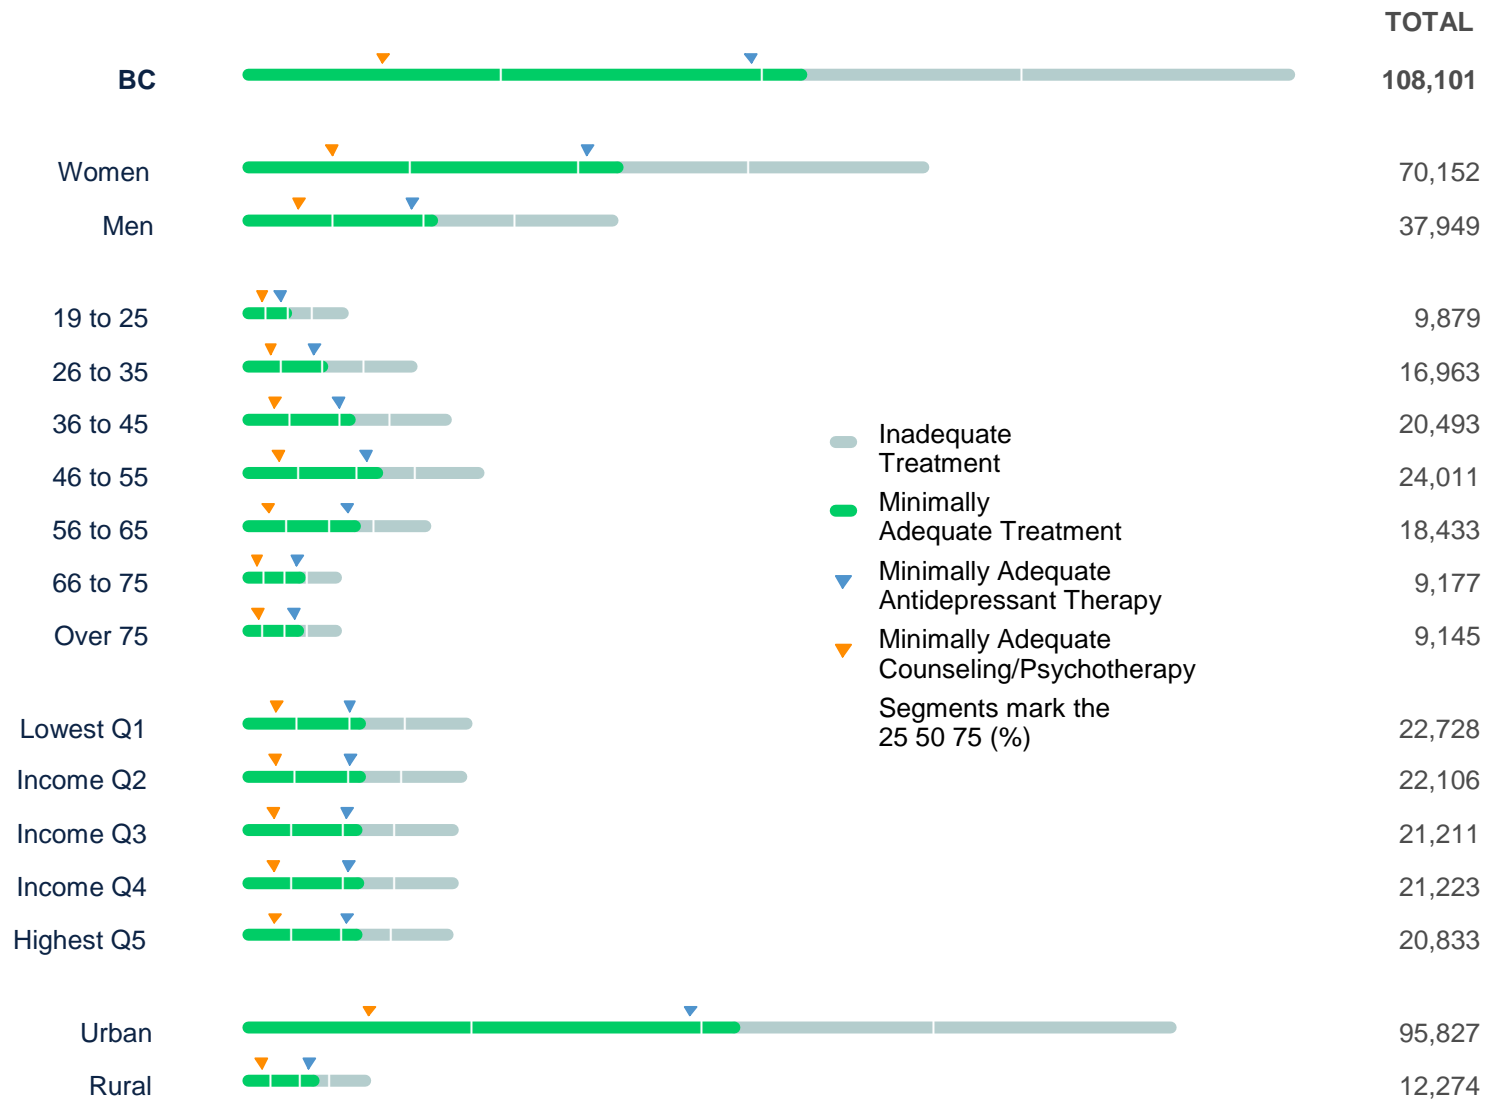 TOTAL
BC 108,101
Women 70,152
Men 37,949
19 to 25 9,879
26 to 35 16,963
36 to 45 20,493
46 to 55 24,011
56 to 65 18,433
66 to 75 9,177
Over 75 9,145
Inadequate
Treatment
Minimally
Adequate Treatment
Minimally Adequate
Antidepressant Therapy
Minimally Adequate
Counseling/Psychotherapy
Segments mark the
25 50 75 (%)
Lowest Q1 22,728
Income Q2 22,106
Income Q3 21,211
Income Q4 21,223
Highest Q5 20,833
Urban 95,827
Rural 12,274